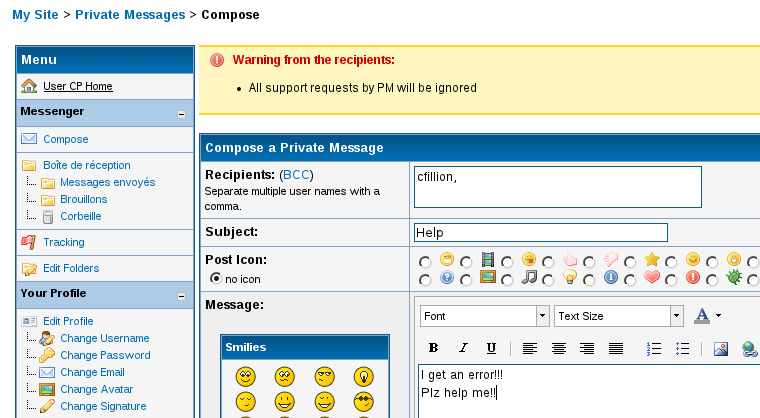 My Site > Private Messages > Compose
Menu
User CP Home
Messenger
Compose
Boîte de réception
Messages envoyés
Brouillons
Corbeille
Tracking
Edit Folders
Your Profile
Edit Profile
Change Username
Change Password
Change Email
Change Avatar
Change Signature
Warning from the recipients:
All support requests by PM will be ignored
Compose a Private Message
Recipients: (BCC)
Separate multiple user names with a
comma.
cfillion,
Subject:
Help
Post Icon:
no icon
Message:
Smilies
Font
Text Size
A
B I U
I get an error!!!
Plz help me!!